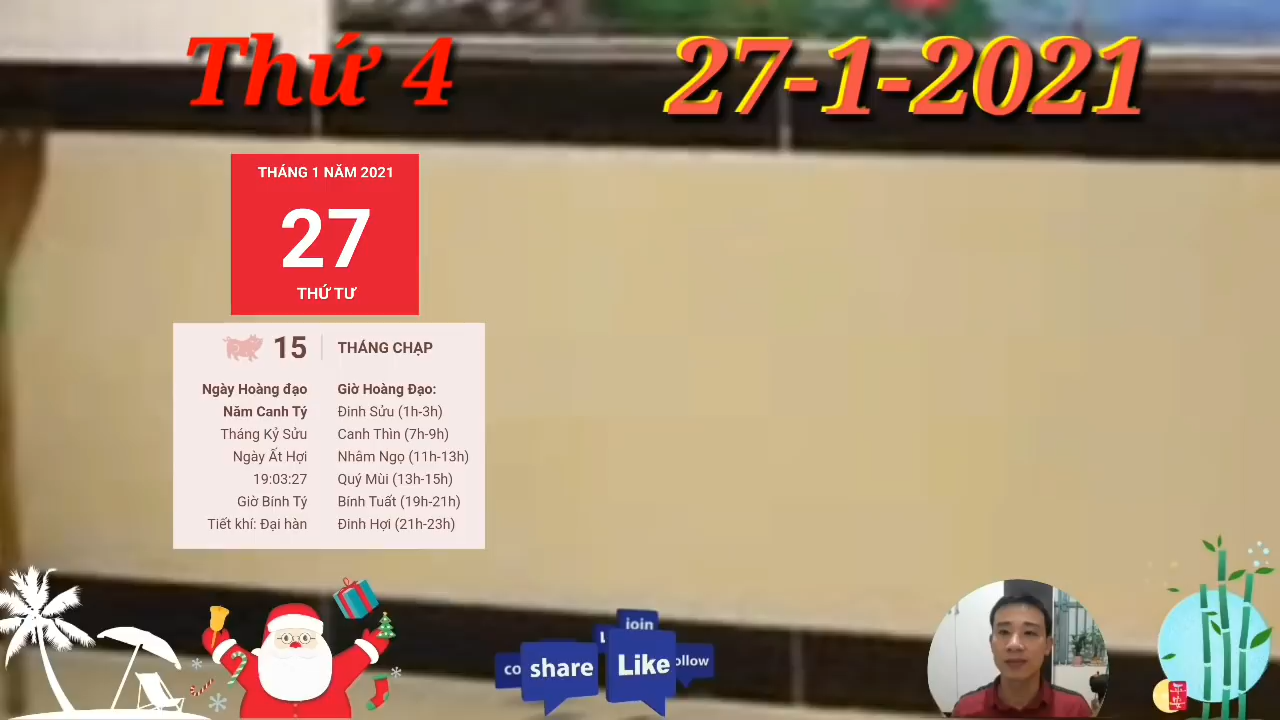 Thứ 4
27-1-2021
THÁNG 1 NĂM 2021
27
THỨ TƯ
15
THÁNG CHẠP
Ngày Hoàng đạo
Năm Canh Tý
Tháng Kỷ Sửu
Ngày Ất Hợi
19:03:27
Giờ Bính Tý
Tiết khí: Đại hàn
Giờ Hoàng Đạo:
Đinh Sửu (1h-3h)
Canh Thìn (7h-9h)
Nhâm Ngọ (11h-13h)
Quý Mùi (13h-15h)
Bính Tuất (19h-21h)
Đinh Hợi (21h-23h)
join
co
share
Like
ollow